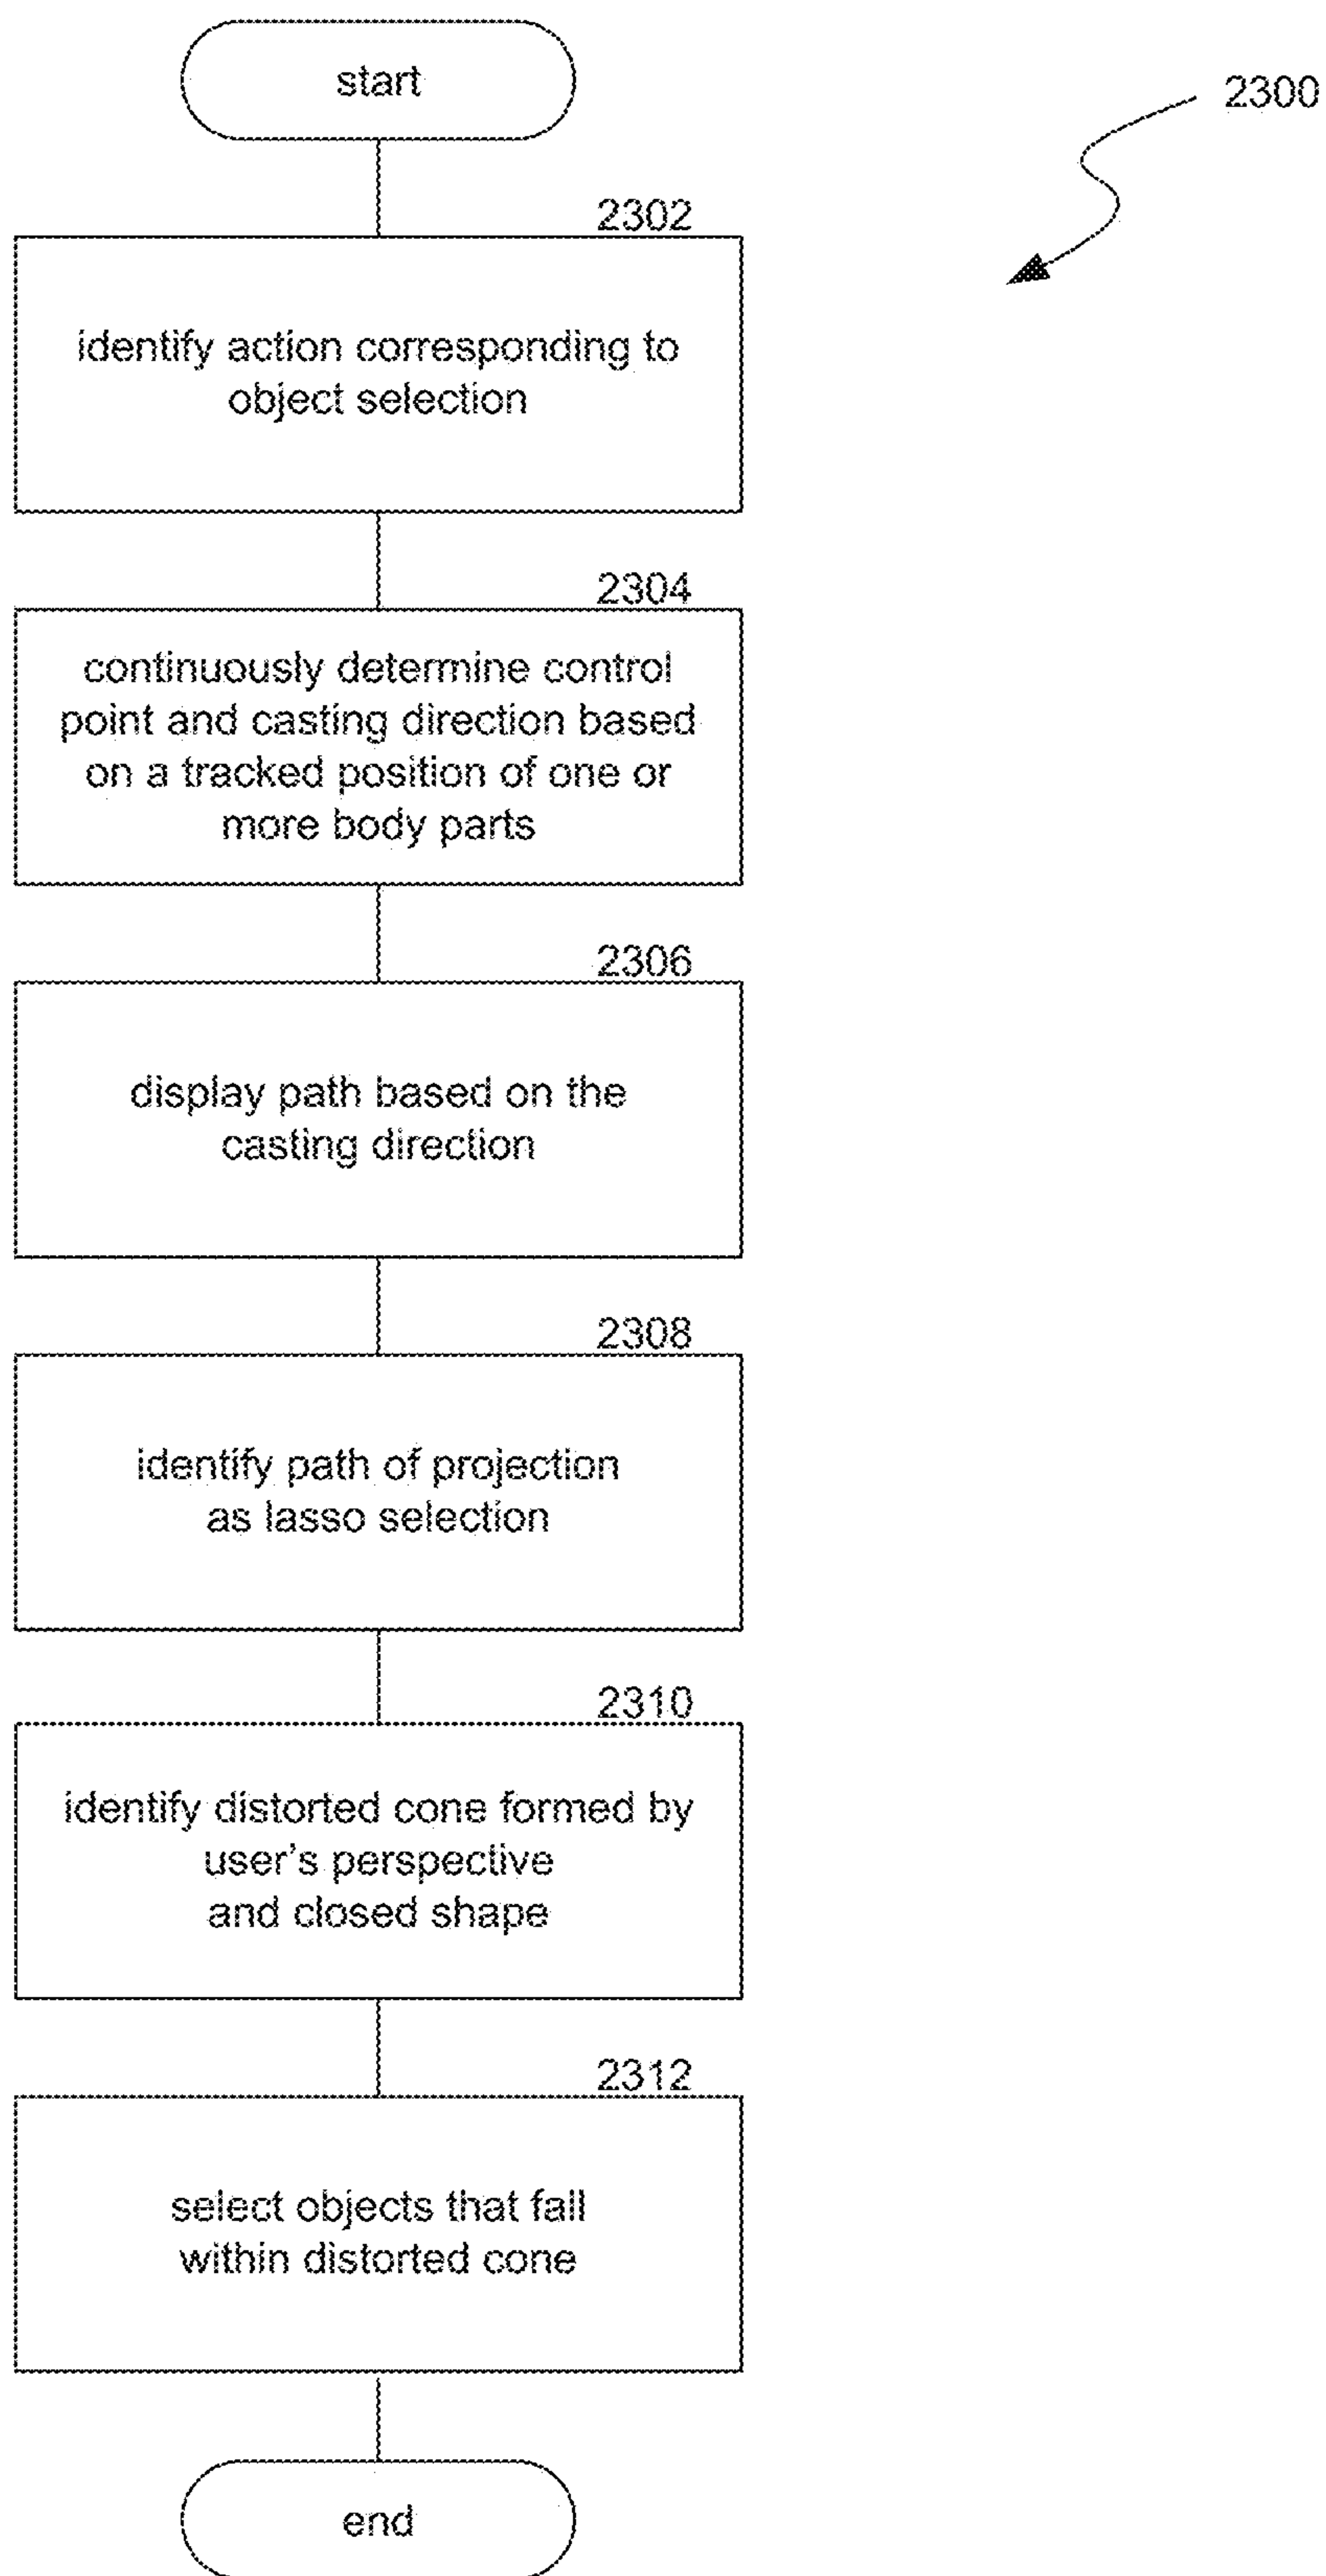 start
2300
2302
identify action corresponding to
object selection
2304
continuously determine control
point and casting direction based
on a tracked position of one or
more body parts
2306
display path based on the
casting direction
2308
identify path of projection
as lasso selection
2310
identify distorted cone formed by
user's perspective
and closed shape
2312
select objects that fall
within distorted cone
end